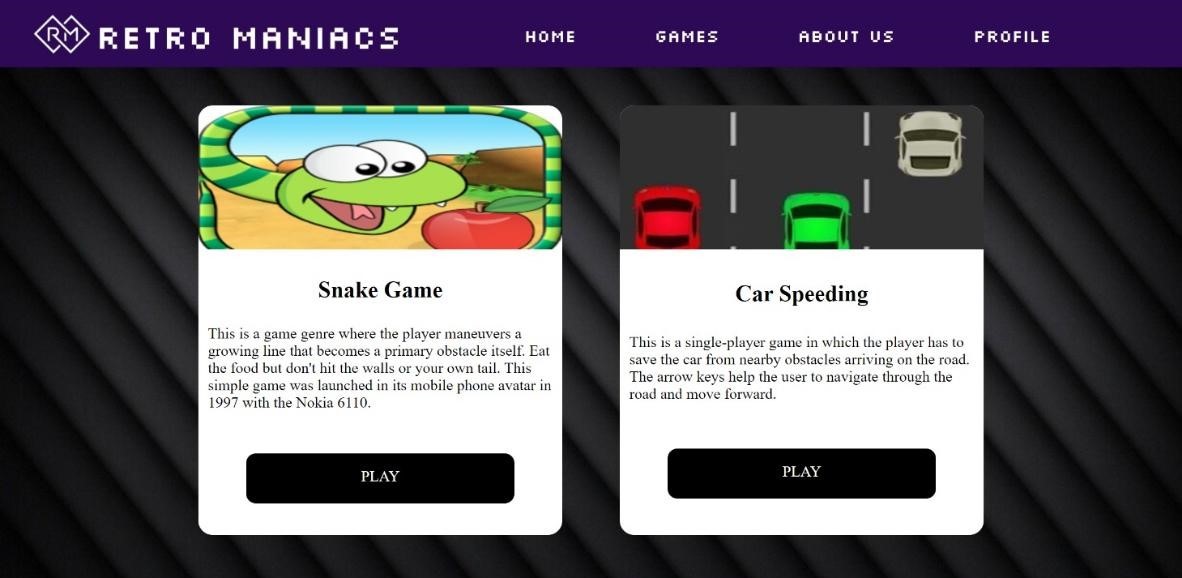 RM RETRO MANIACS HOME GAMES ABOUT US PROFILE
Snake Game
This is a game genre where the player maneuvers a
growing line that becomes a primary obstacle itself. Eat
the food but don't hit the walls or your own tail. This
simple game was launched in its mobile phone avatar in
1997 with the Nokia 6110.
PLAY
Car Speeding
This is a single-player game in which the player has to
save the car from nearby obstacles arriving on the road.
The arrow keys help the user to navigate through the
road and move forward.
PLAY